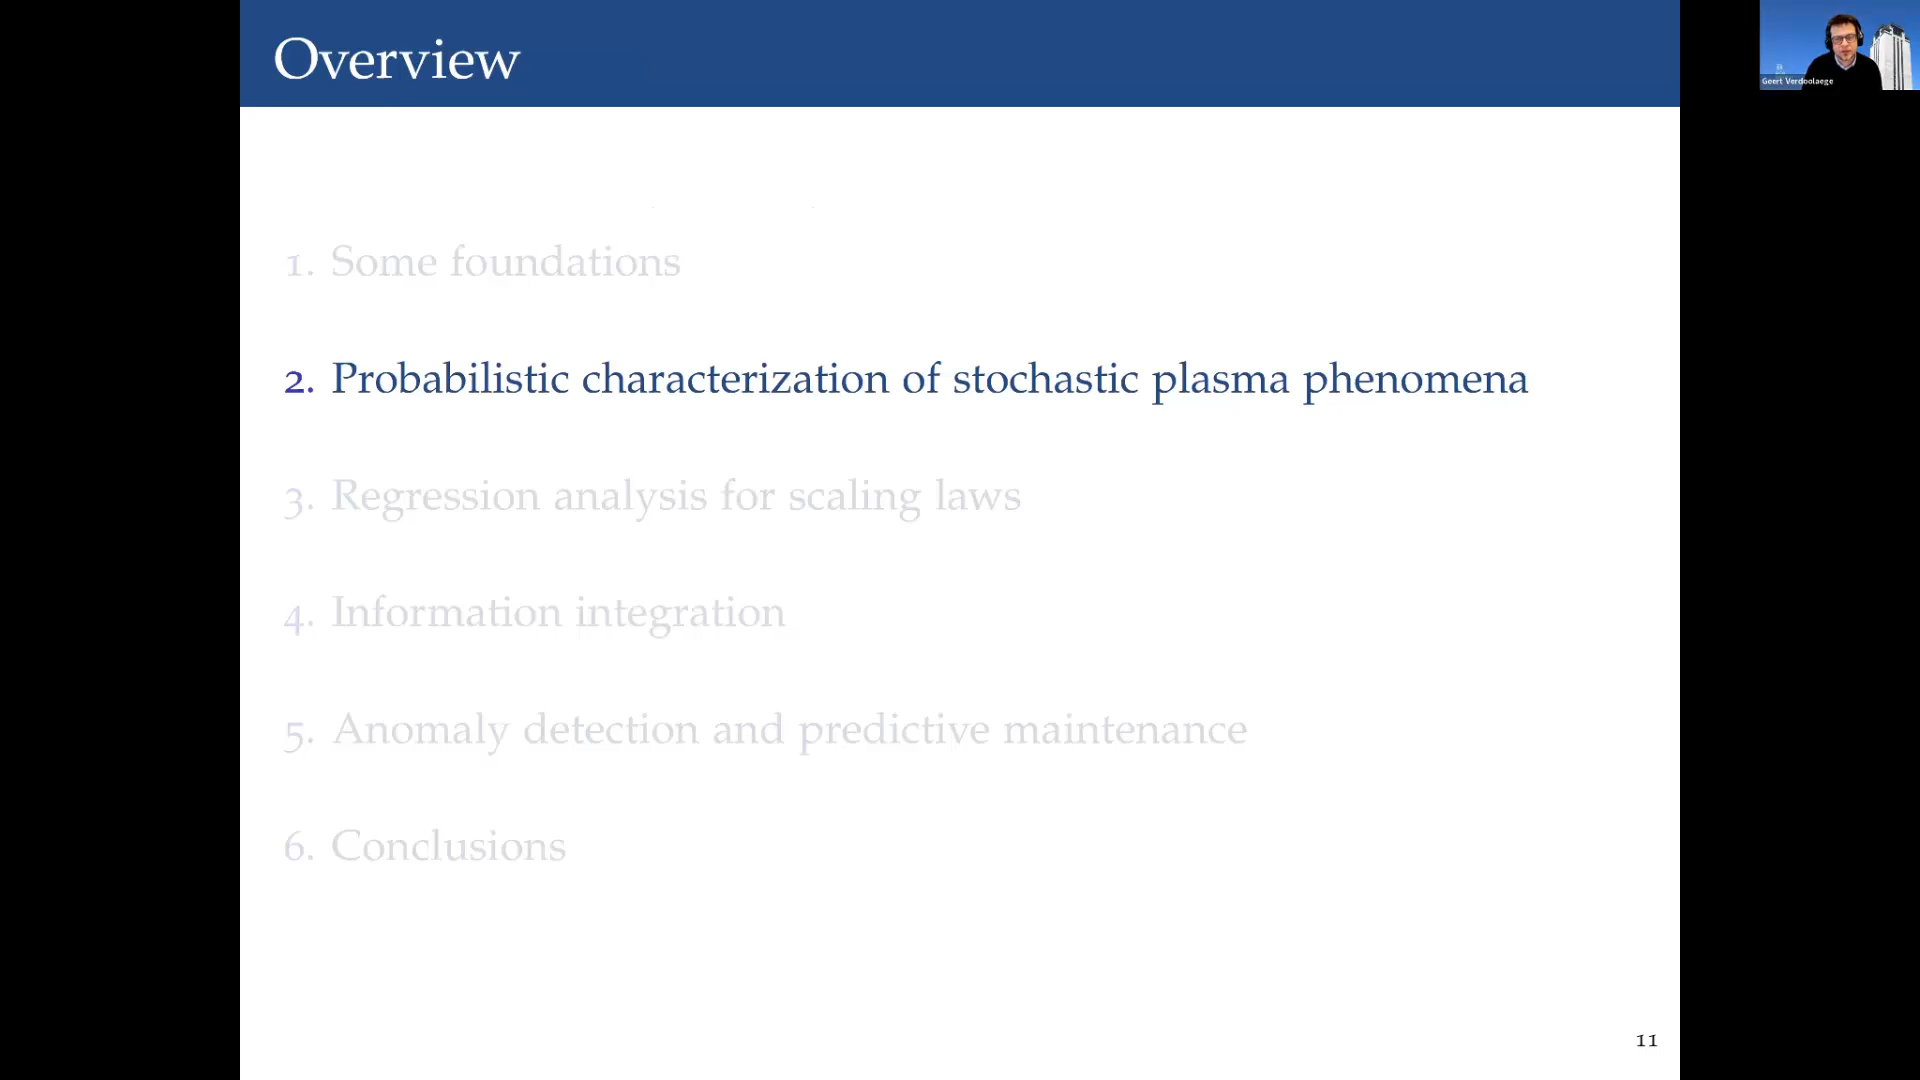 Overview
Geert Verdoolaege
1. Some foundations
2. Probabilistic characterization of stochastic plasma phenomena
3. Regression analysis for scaling laws
4. Information integration
5. Anomaly detection and predictive maintenance
6. Conclusions
11